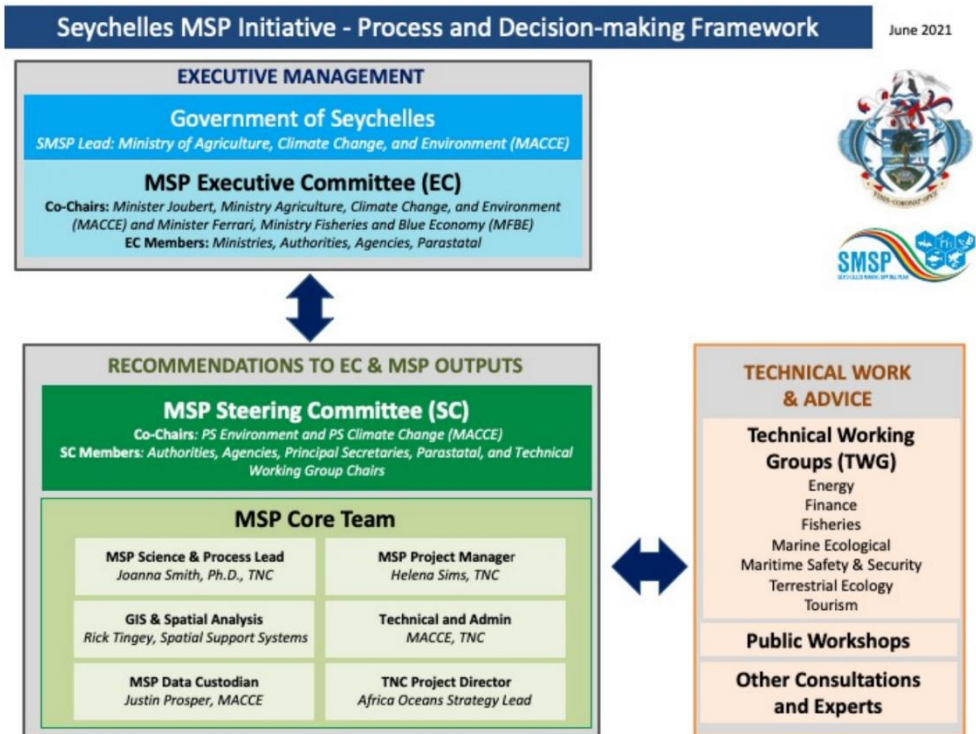 Seychelles MSP Initiative - Process and Decision-making Framework
June 2021
EXECUTIVE MANAGEMENT
Government of Seychelles
SMSP Lead: Ministry of Agriculture, Climate Change, and Environment (MACCE)
MSP Executive Committee (EC)
Co-Chairs: Minister Joubert, Ministry Agriculture, Climate Change, and Environment
(MACCE) and Minister Ferrari, Ministry Fisheries and Blue Economy (MFBE)
EC Members: Ministries, Authorities, Agencies, Parastatal
SMSP
RECOMMENDATIONS TO EC & MSP OUTPUTS
MSP Steering Committee (SC)
Co-Chairs: PS Environment and PS Climate Change (MACCE)
SC Members: Authorities, Agencies, Principal Secretaries, Parastatal, and Technical
Working Group Chairs
MSP Core Team
MSP Science & Process Lead
Joanna Smith, Ph.D., TNC
MSP Project Manager
Helena Sims, TNC
GIS & Spatial Analysis
Rick Tingey, Spatial Support Systems
Technical and Admin
MACCE, TNC
MSP Data Custodian
Justin Prosper, MACCE
TNC Project Director
Africa Oceans Strategy Lead
TECHNICAL WORK
& ADVICE
Technical Working
Groups (TWG)
Energy
Finance
Fisheries
Marine Ecological
Maritime Safety & Security
Terrestrial Ecology
Tourism
Public Workshops
Other Consultations
and Experts